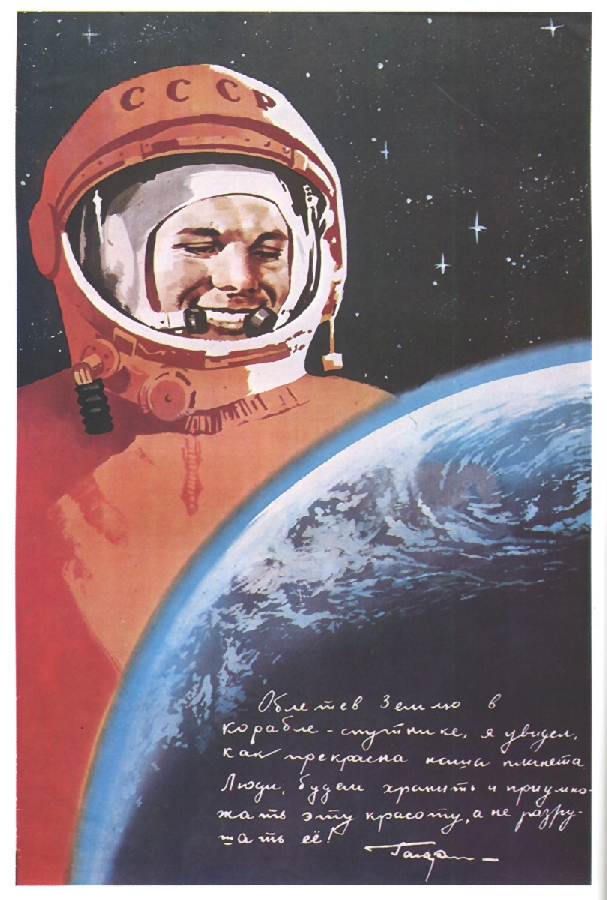 СССР
Облетев Землю в
корабле-спутнике, я увидел,
как прекрасна наша планета
Люди, будем хранить и приумно-
жать эту красоту, а не разру-
шать её!
Гагарин